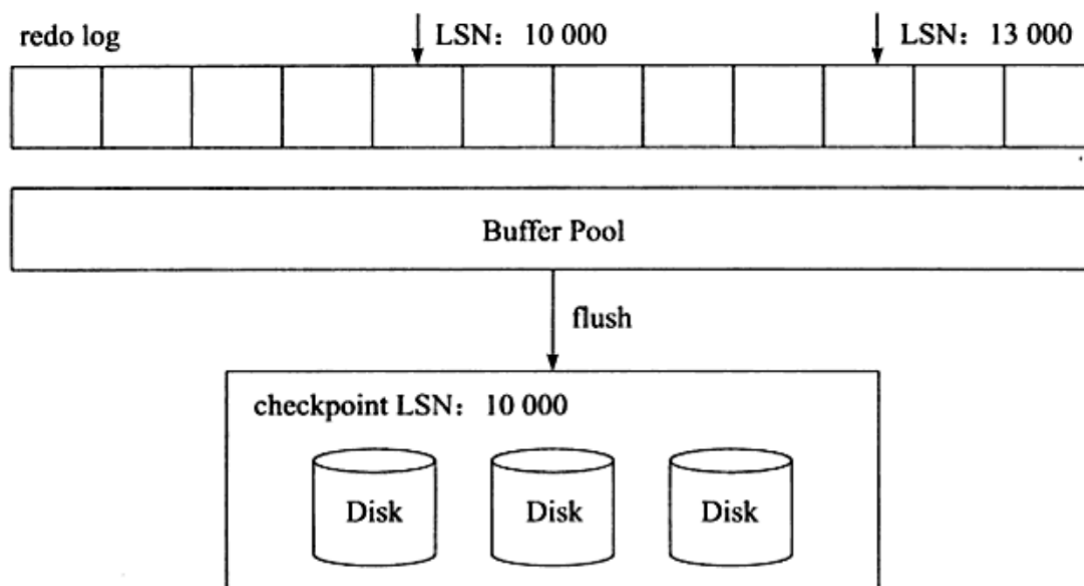 redo log
LSN：10 000
LSN：13 000
Buffer Pool
flush
checkpoint LSN：10 000
Disk
Disk
Disk